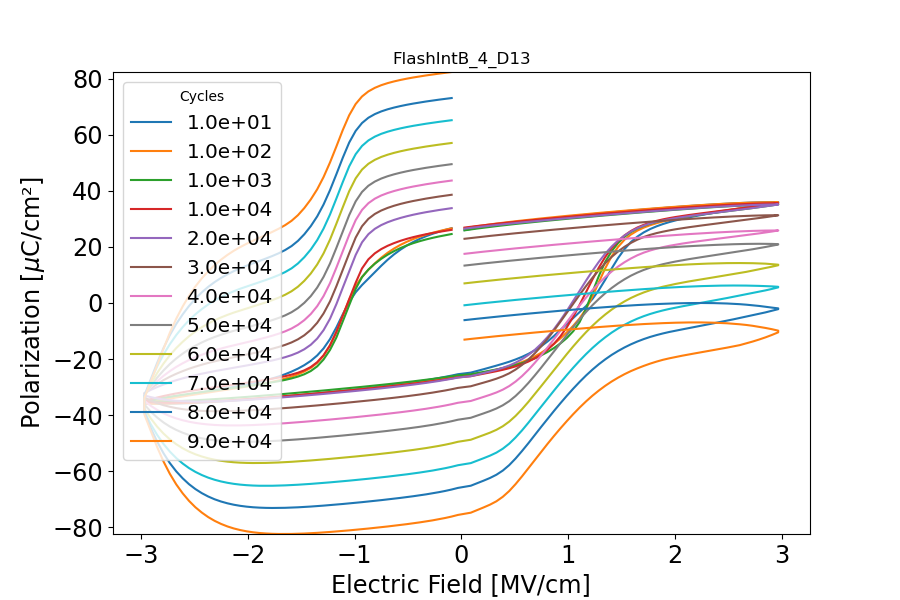 FlashIntB_4_D13
Polarization [μC/cm²]
80
60
40
20
0
−20
−40
−60
−80
Cycles
1.0e+01
1.0e+02
1.0e+03
1.0e+04
2.0e+04
3.0e+04
4.0e+04
5.0e+04
6.0e+04
7.0e+04
8.0e+04
9.0e+04
−3 −2 −1 0 1 2 3
Electric Field [MV/cm]